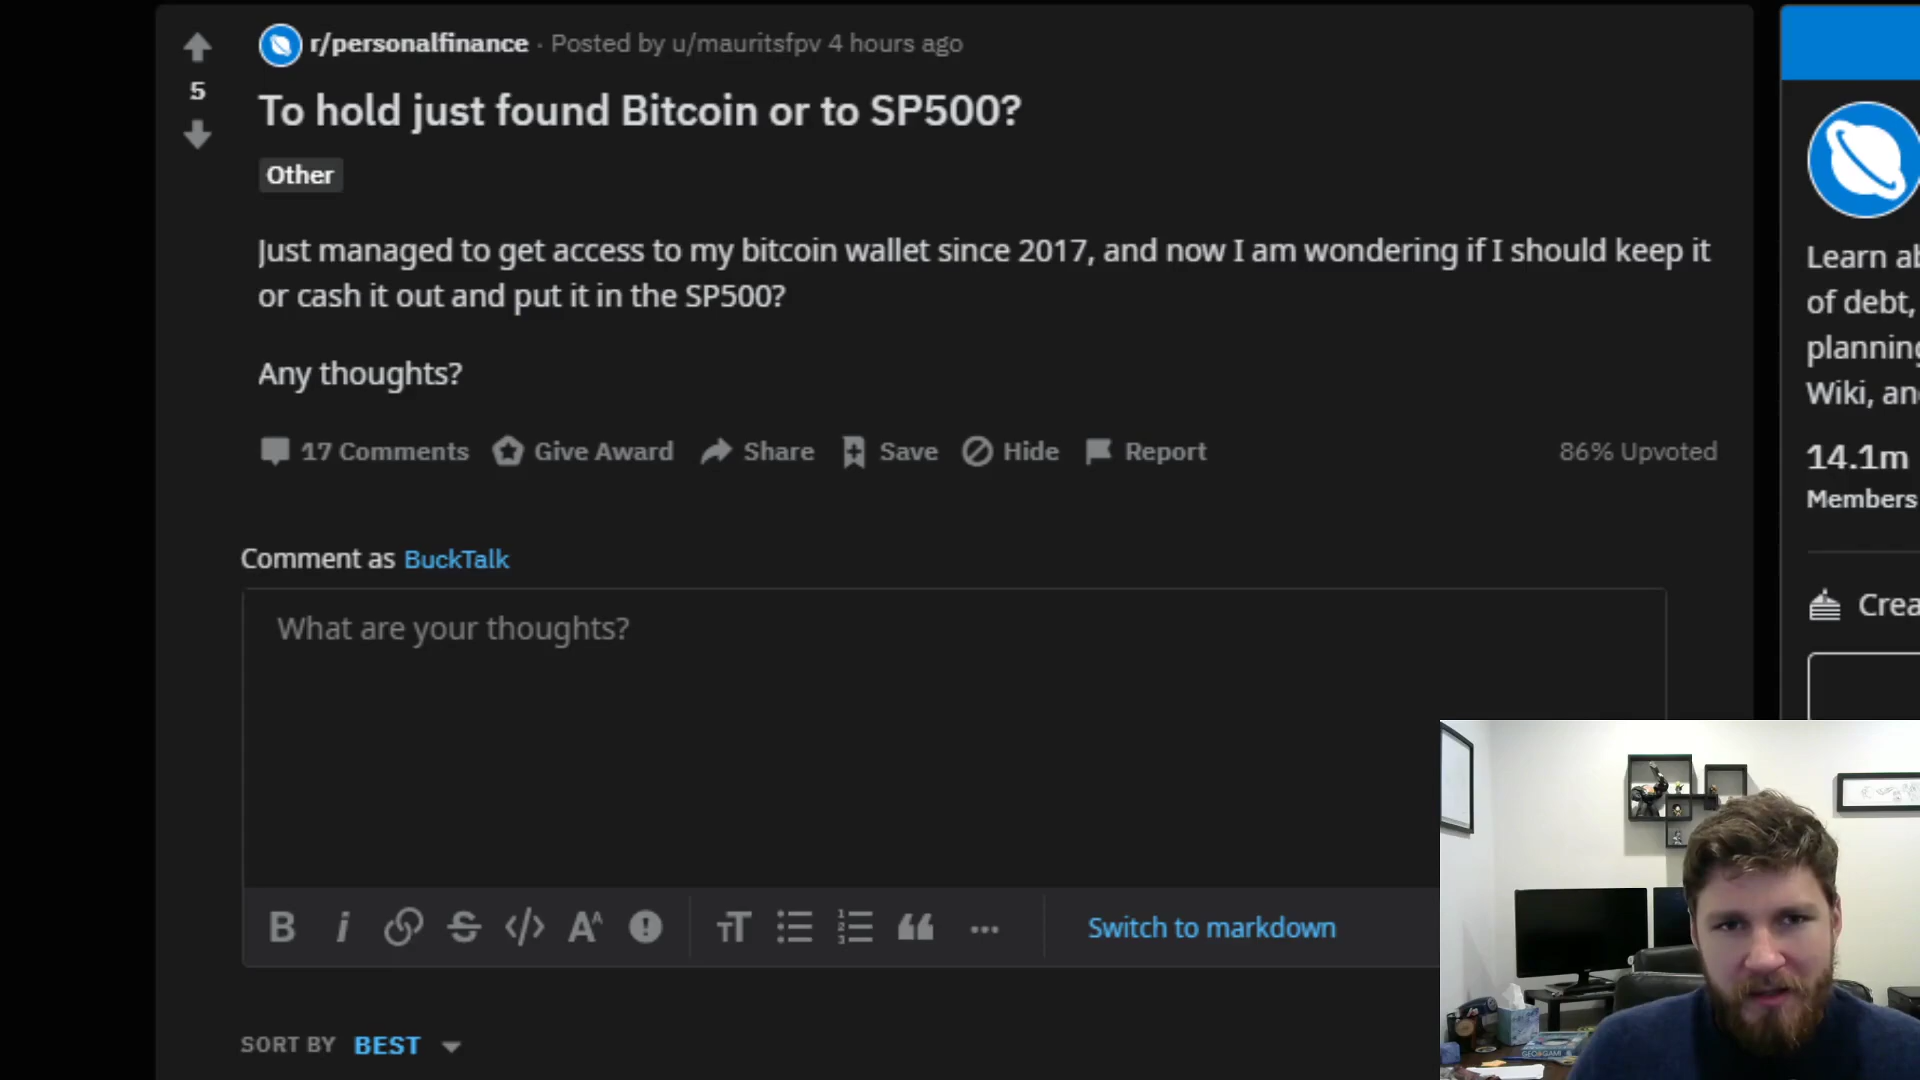 r/personalfinance · Posted by u/mauritsfpv 4 hours ago
5
To hold just found Bitcoin or to SP500?
Other
Just managed to get access to my bitcoin wallet since 2017, and now I am wondering if I should keep it
or cash it out and put it in the SP500?
Any thoughts?
17 Comments Give Award Share Save Hide Report 86% Upvoted
Comment as BuckTalk
What are your thoughts?
B i </> A^A ! TT ... Switch to markdown
SORT BY BEST
Learn ab
of debt,
planning
Wiki, an
14.1m
Members
Crea